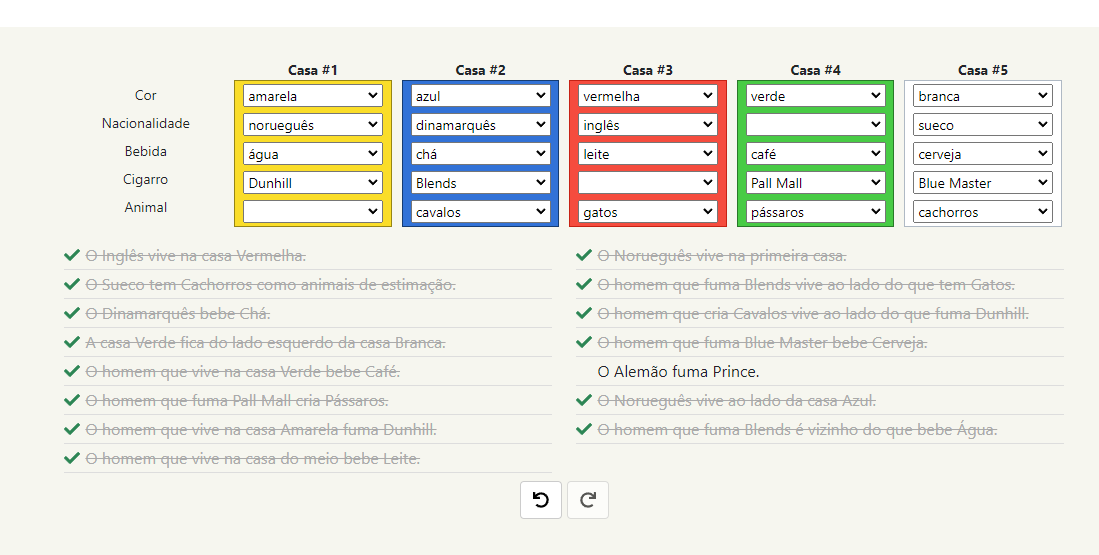 Casa #1 Casa #2 Casa #3 Casa #4 Casa #5
Cor amarela azul vermelha verde branca
Nacionalidade norueguês dinamarquês inglês sueco
Bebida água chá leite café cerveja
Cigarro Dunhill Blends Pall Mall Blue Master
Animal cavalos gatos pássaros cachorros
O Inglês vive na casa Vermelha.
O Sueco tem Cachorros como animais de estimação.
O Dinamarquês bebe Chá.
A casa Verde fica do lado esquerdo da casa Branca.
O homem que vive na casa Verde bebe Café.
O homem que fuma Pall Mall cria Pássaros.
O homem que vive na casa Amarela fuma Dunhill.
O homem que vive na casa do meio bebe Leite.
O Norueguês vive na primeira casa.
O homem que fuma Blends vive ao lado do que tem Gatos.
O homem que cria Cavalos vive ao lado do que fuma Dunhill.
O homem que fuma Blue Master bebe Cerveja.
O Alemão fuma Prince.
O Norueguês vive ao lado da casa Azul.
O homem que fuma Blends é vizinho do que bebe Água.